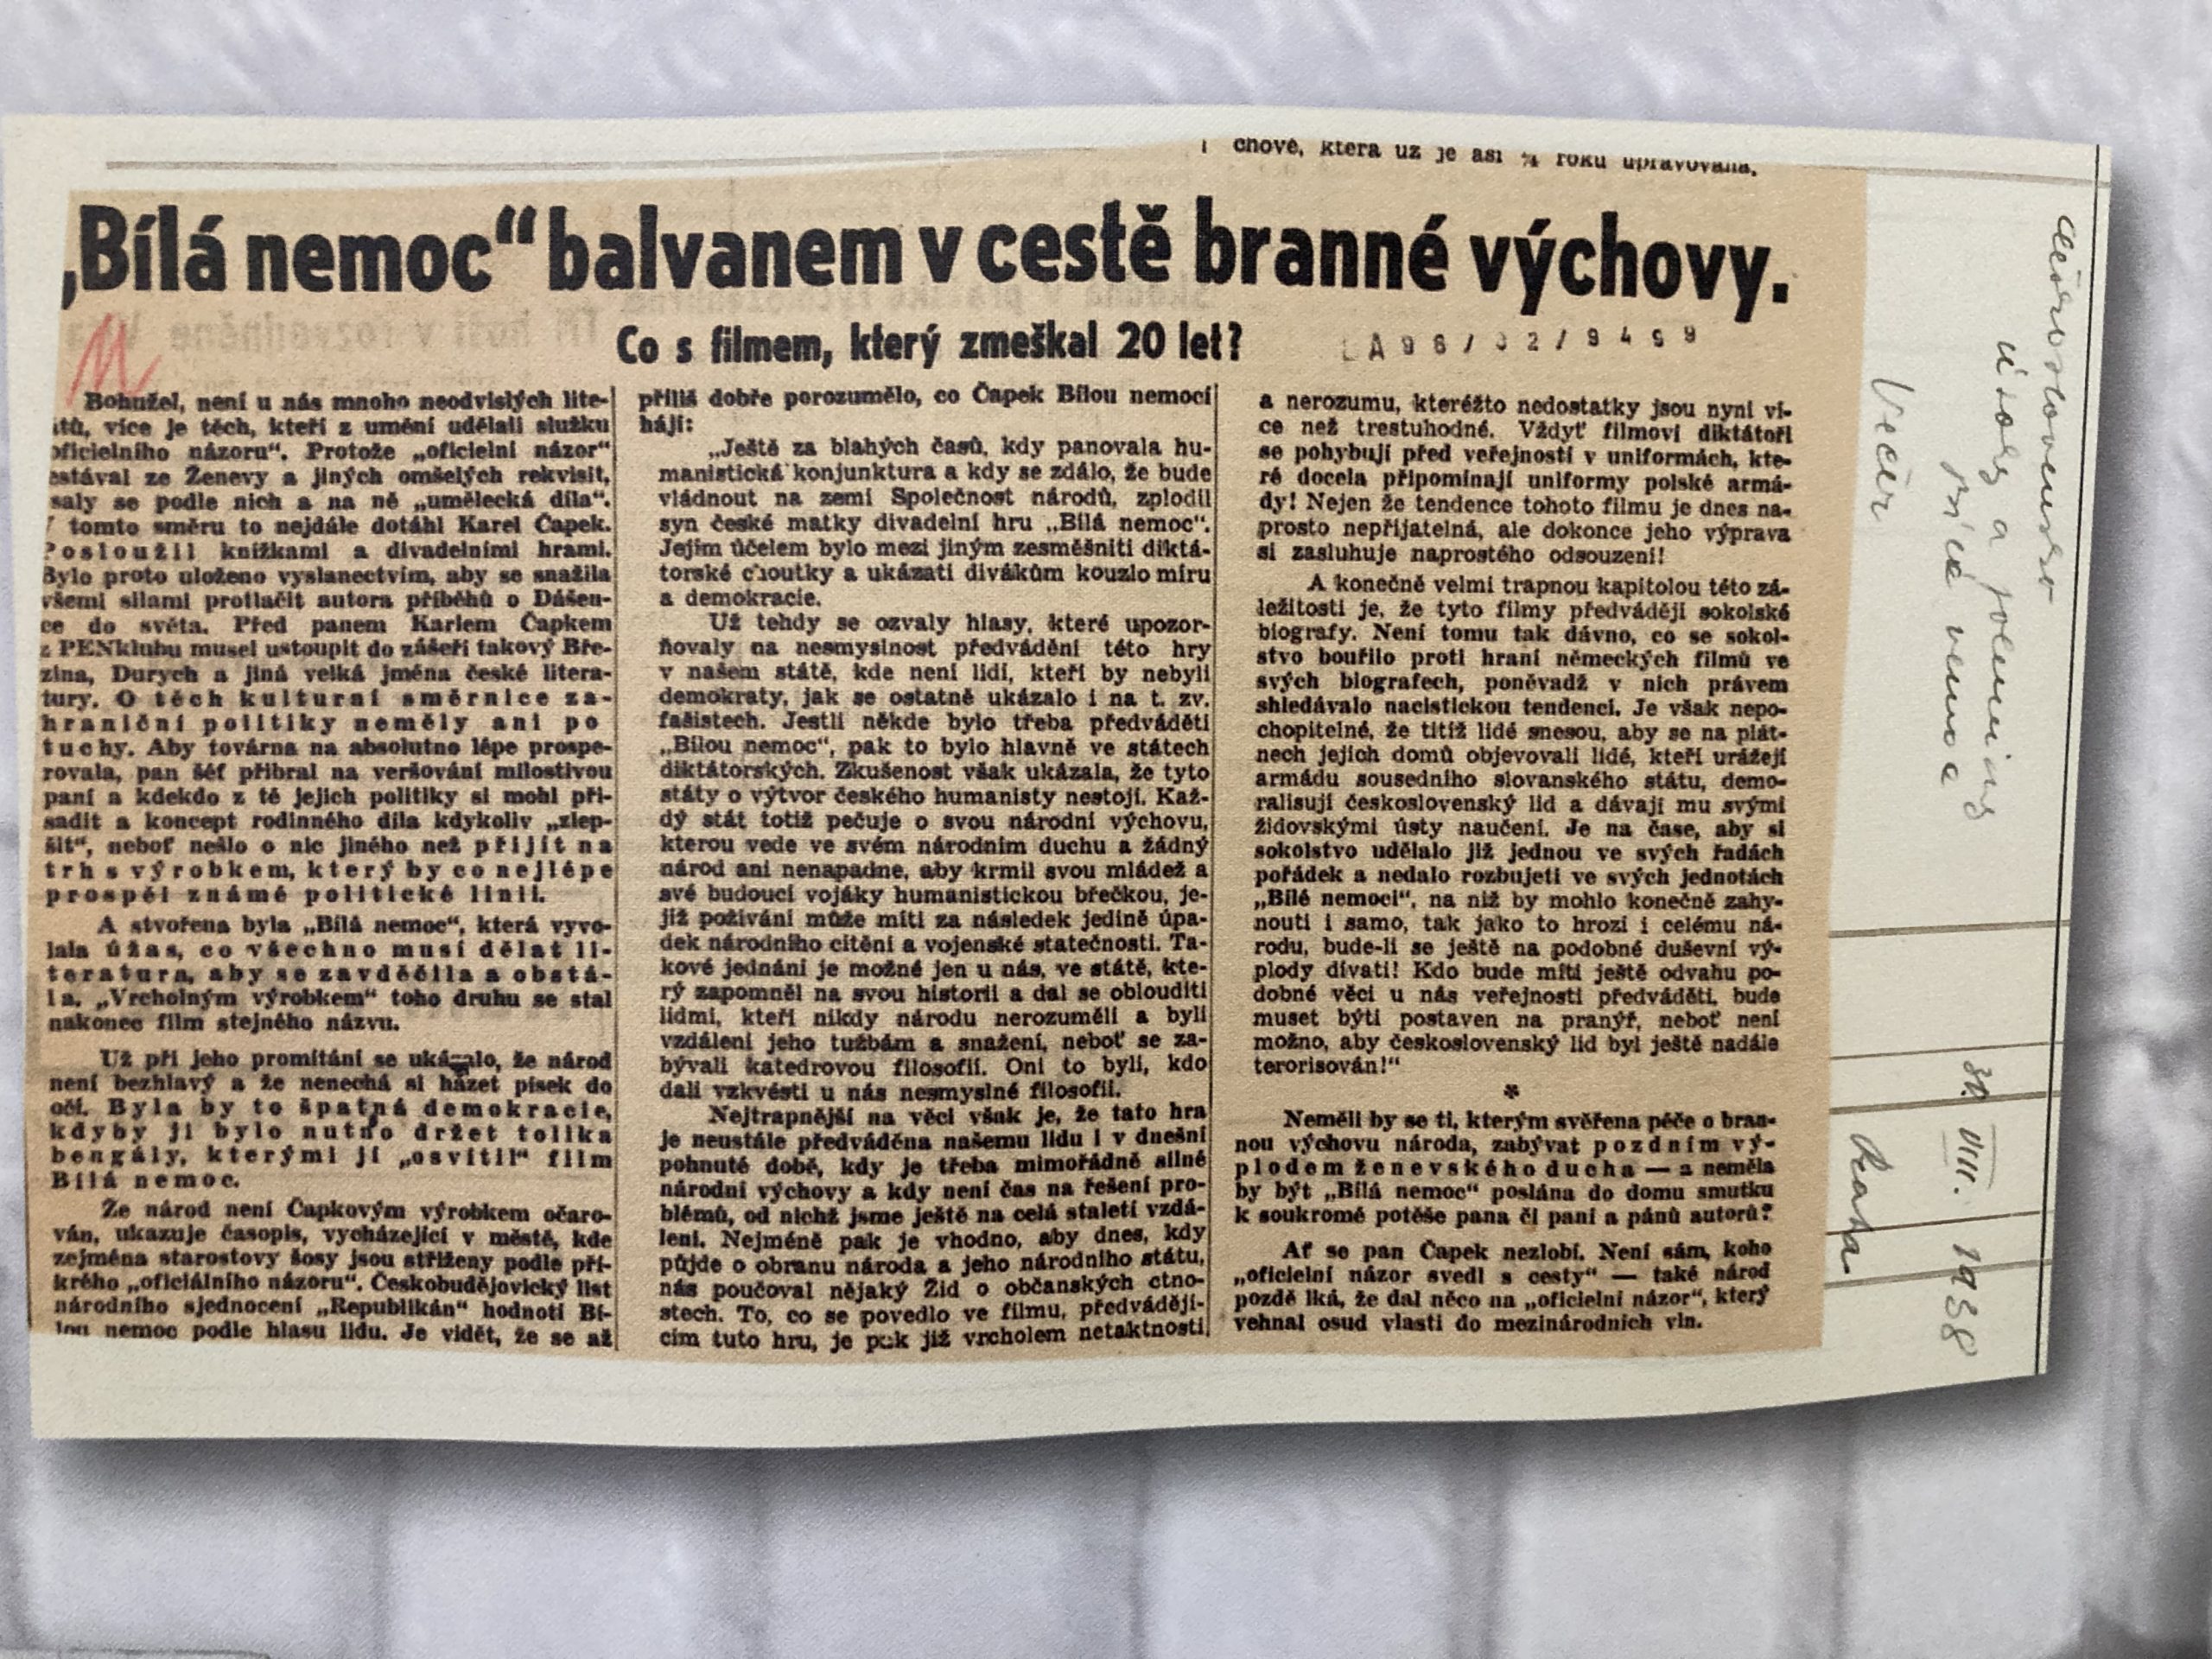 chové, která už je asi ¾ roku upravována.
„Bílá nemoc“ balvanem v cestě branné výchovy.
Co s filmem, který zmeškal 20 let?
LA 98/02/9499
Bohužel, není u nás mnoho neodvislých lite-
átů, více je těch, kteří z umění udělali služku
oficielního názoru“. Protože „oficielní názor“
estával ze Ženevy a jiných omšelých rekvisit,
saly se podle nich a na ně „umělecká díla“.
V tomto směru to nejdále dotáhl Karel Čapek.
Posloužil knížkami a divadelními hrami.
Bylo proto uloženo vyslanectvím, aby se snažila
všemi silami protlačit autora příběhů o Dášen-
ce do světa. Před panem Karlem Čapkem
z PENklubu musel ustoupit do zášeří takový Bře-
zina, Durych a jiná velká jména české litera-
tury. O těch kulturní směrnice za-
hraniční politiky neměly ani po
tuchy. Aby továrna na absolutno lépe prospe-
rovala, pan šéf přibral na veršování milostivou
paní a kdekdo z té jejich politiky si mohl při-
sadit a koncept rodinného díla kdykoliv „zlep-
šit“, neboť nešlo o nic jiného než přijít na
trh s výrobkem, který by co nejlépe
prospěl známé politické linii.
A stvořena byla „Bílá nemoc“, která vyvo-
lala úžas, co všechno musí dělat li-
teratura, aby se zavděčila a obstá-
la. „Vrcholným výrobkem“ toho druhu se stal
nakonec film stejného názvu.
Už při jeho promítání se ukázalo, že národ
není bezhlavý a že nenechá si házet písek do
očí. Byla by to špatná demokracie,
kdyby ji bylo nutno držet tolika
bengály, kterými ji „osvítil“ film
Bílá nemoc.
Že národ není Čapkovým výrobkem očaro-
ván, ukazuje časopis, vycházející v městě, kde
zejména starostovy šosy jsou střiženy podle pří-
krého „oficiálního názoru“. Českobudějovický list
národního sjednocení „Republikán“ hodnotí Bí-
lou nemoc podle hlasu lidu. Je vidět, že se až
příliš dobře porozumělo, co Čapek Bílou nemocí
hájí:
„Ještě za blahých časů, kdy panovala hu-
manistická konjunktura a kdy se zdálo, že bude
vládnout na zemi Společnost národů, zplodil
syn české matky divadelní hru „Bílá nemoc“.
Jejím účelem bylo mezi jiným zesměšniti diktá-
torské choutky a ukázati divákům kouzlo míru
a demokracie.
Už tehdy se ozvaly hlasy, které upozor-
ňovaly na nesmyslnost předvádění této hry
v našem státě, kde není lidí, kteří by nebyli
demokraty, jak se ostatně ukázalo i na t. zv.
fašistech. Jestli někde bylo třeba předváděti
„Bílou nemoc“, pak to bylo hlavně ve státech
diktátorských. Zkušenost však ukázala, že tyto
státy o výtvor českého humanisty nestojí. Kaž-
dý stát totiž pečuje o svou národní výchovu,
kterou vede ve svém národním duchu a žádný
národ ani nenapadne, aby krmil svou mládež a
své budoucí vojáky humanistickou břečkou, je-
jíž požívání může míti za následek jedině úpa-
dek národního cítění a vojenské statečnosti. Ta-
kové jednání je možné jen u nás, ve státě, kte-
rý zapomněl na svou historii a dal se oblouditi
lidmi, kteří nikdy národu nerozuměli a byli
vzdáleni jeho tužbám a snažení, neboť se za-
bývali katedrovou filosofií. Oni to byli, kdo
dali vzkvésti u nás nesmyslné filosofii.
Nejtrapnější na věci však je, že tato hra
je neustále předváděna našemu lidu i v dnešní
pohnuté době, kdy je třeba mimořádně silné
národní výchovy a kdy není čas na řešení pro-
blémů, od nichž jsme ještě na celá staletí vzdá-
leni. Nejméně pak je vhodno, aby dnes, kdy
půjde o obranu národa a jeho národního státu,
nás poučoval nějaký Žid o občanských ctno-
stech. To, co se povedlo ve filmu, předvádějí-
cím tuto hru, je pak již vrcholem netaktnosti
a nerozumu, kteréžto nedostatky jsou nyní ví-
ce než trestuhodné. Vždyť filmoví diktátoři
se pohybují před veřejností v uniformách, kte-
ré docela připomínají uniformy polské armá-
dy! Nejen že tendence tohoto filmu je dnes na-
prosto nepřijatelná, ale dokonce jeho výprava
si zasluhuje naprostého odsouzení!
A konečně velmi trapnou kapitolou této zá-
ležitosti je, že tyto filmy předvádějí sokolské
biografy. Není tomu tak dávno, co se sokol-
stvo bouřilo proti hraní německých filmů ve
svých biografech, poněvadž v nich právem
shledávalo nacistickou tendenci. Je však nepo-
chopitelné, že titíž lidé snesou, aby se na plát-
nech jejich domů objevovali lidé, kteří urážejí
armádu sousedního slovanského státu, demo-
ralisují československý lid a dávají mu svými
židovskými ústy naučení. Je na čase, aby si
sokolstvo udělalo již jednou ve svých řadách
pořádek a nedalo rozbujeti ve svých jednotách
„Bílé nemoci“, na niž by mohlo konečně zahy-
nouti i samo, tak jako to hrozí i celému ná-
rodu, bude-li se ještě na podobné duševní vý-
plody dívati! Kdo bude míti ještě odvahu po-
dobné věci u nás veřejnosti předváděti, bude
muset býti postaven na pranýř, neboť není
možno, aby československý lid byl ještě nadále
terorisován!“
*
Neměli by se ti, kterým svěřena péče o bran-
nou výchovu národa, zabývat pozdním vý-
plodem ženevského ducha — a neměla
by být „Bílá nemoc“ poslána do domu smutku
k soukromé potěše pana či paní a pánů autorů?
Ať se pan Čapek nezlobí. Není sám, koho
„oficielní názor svedl s cesty“ — také národ
pozdě lká, že dal něco na „oficielní názor“, který
vehnal osud vlasti do mezinárodních vln.
Československo
útoky a polemiky
Bílá nemoc
Večer
30. VIII. 1938
Praha